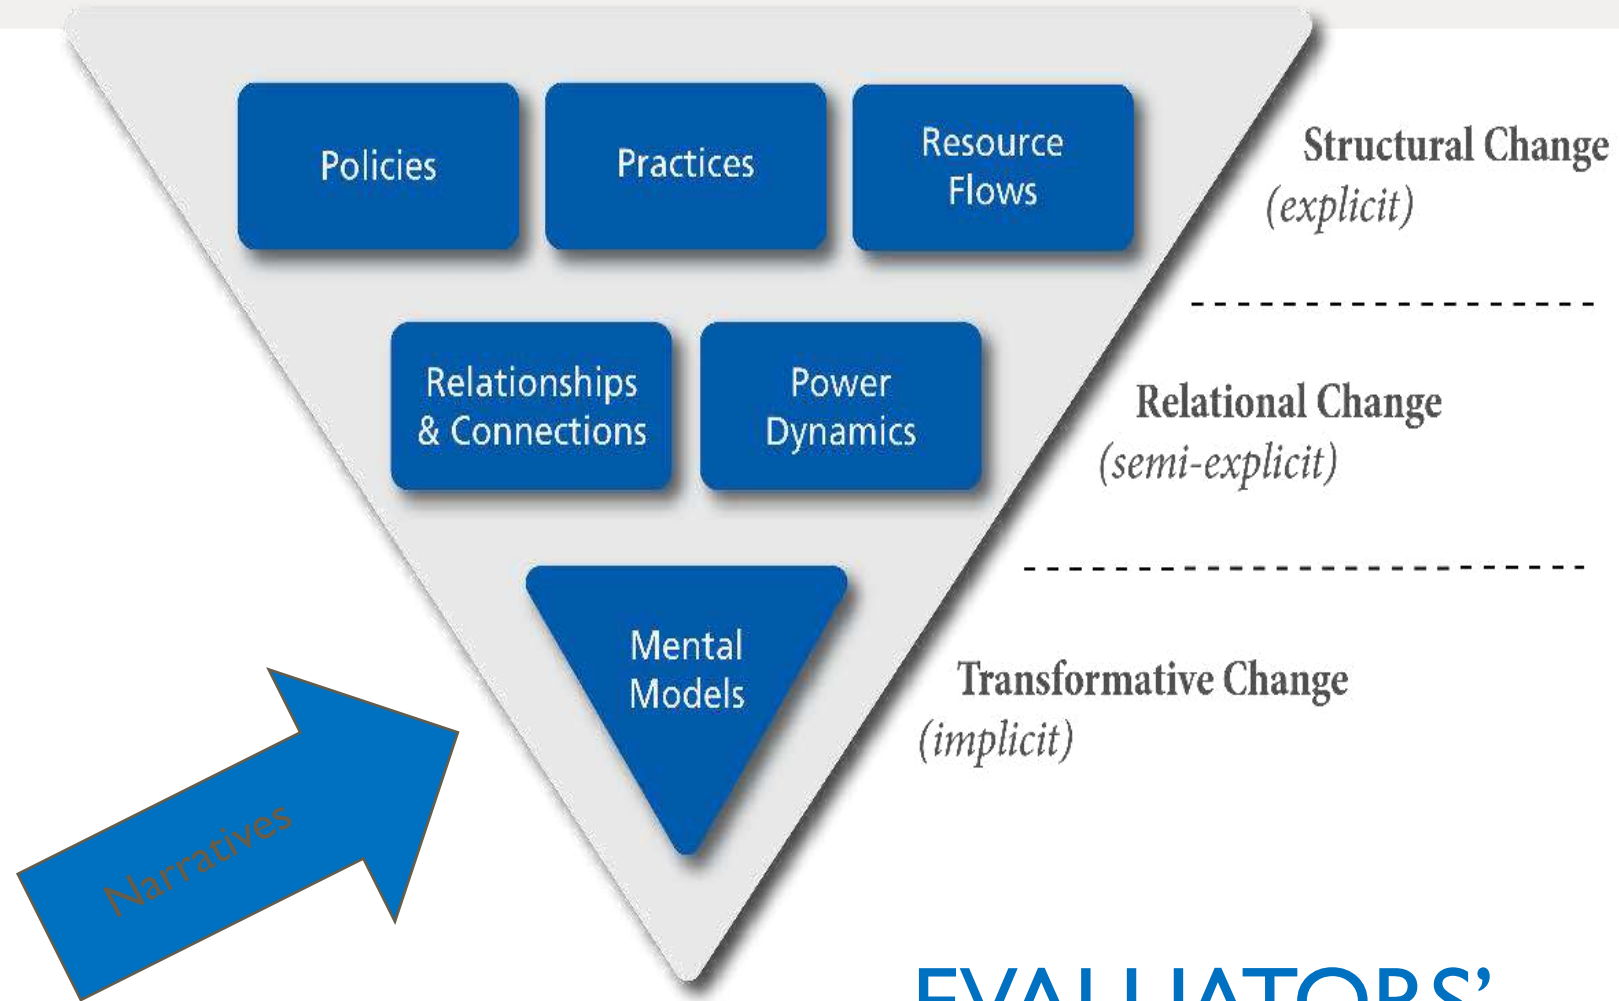 Policies
Practices
Resource
Flows
Structural Change
(explicit)
Relationships
& Connections
Power
Dynamics
Relational Change
(semi-explicit)
Mental
Models
Transformative Change
(implicit)
Narratives
EVALUATORS’